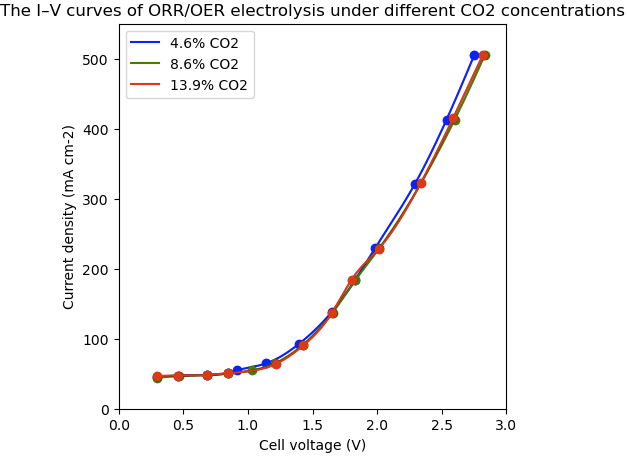 The I–V curves of ORR/OER electrolysis under different CO2 concentrations
4.6% CO2
8.6% CO2
13.9% CO2
500
400
300
200
100
0
Current density (mA cm-2)
0.0 0.5 1.0 1.5 2.0 2.5 3.0
Cell voltage (V)